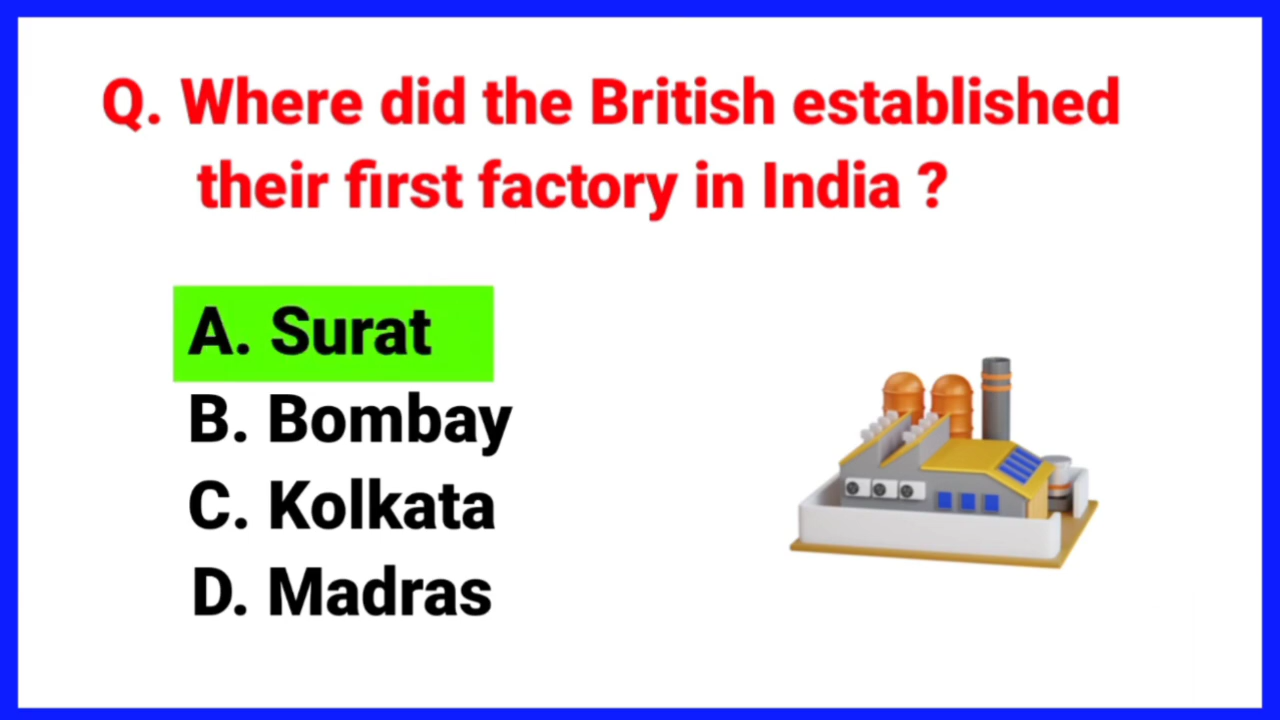 Q. Where did the British established
their first factory in India ?
A. Surat
B. Bombay
C. Kolkata
D. Madras